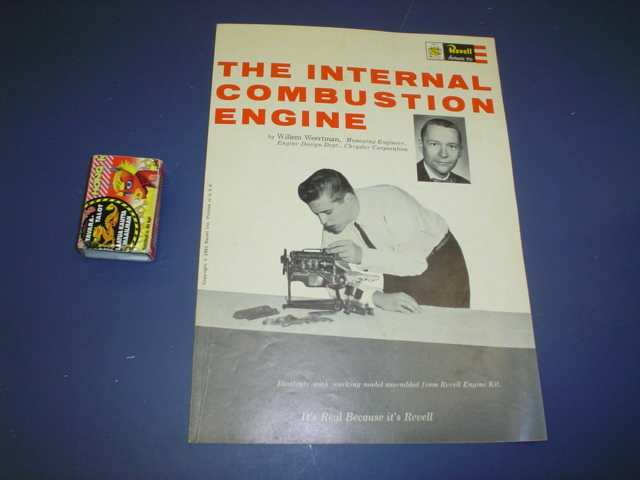 Revell
THE INTERNAL
COMBUSTION
ENGINE
by Willem Weertman, Managing Engineer,
Engine Design Dept., Chrysler Corporation
Illustrate with working model assembled from Revell Engine Kit.
It's Real Because it's Revell